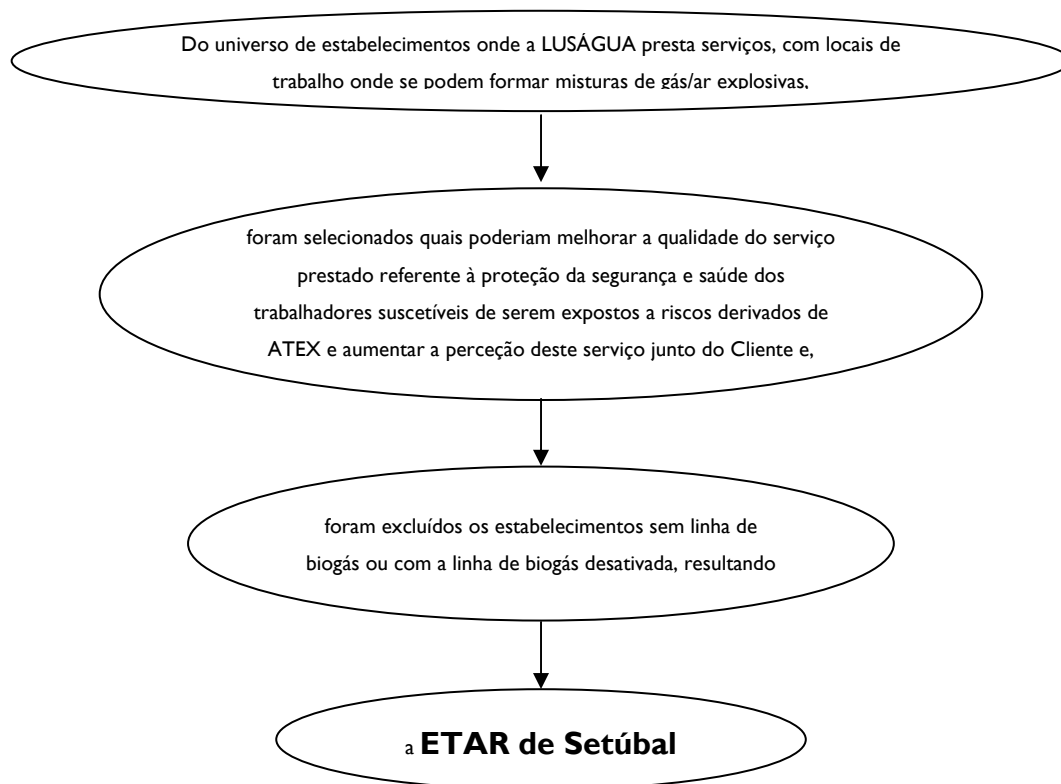 Do universo de estabelecimentos onde a LUSÁGUA presta serviços, com locais de
trabalho onde se podem formar misturas de gás/ar explosivas,
foram selecionados quais poderiam melhorar a qualidade do serviço
prestado referente à proteção da segurança e saúde dos
trabalhadores suscetíveis de serem expostos a riscos derivados de
ATEX e aumentar a perceção deste serviço junto do Cliente e,
foram excluídos os estabelecimentos sem linha de
biogás ou com a linha de biogás desativada, resultando
a ETAR de Setúbal